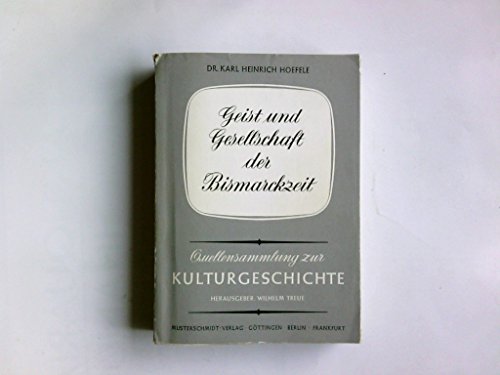 DR. KARL HEINRICH HOEFELE
Geist und
Gesellschaft
der
Bismarckzeit
Quellensammlung zur
KULTURGESCHICHTE
HERAUSGEBER: WILHELM TREUE
MUSTERSCHMIDT-VERLAG · GÖTTINGEN · BERLIN · FRANKFURT